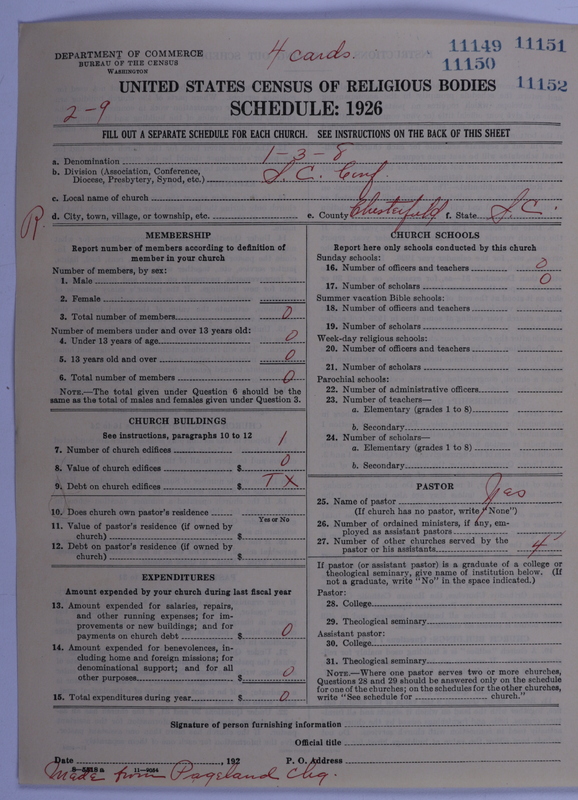 DEPARTMENT OF COMMERCE
BUREAU OF THE CENSUS
WASHINGTON
4 cards.
11149 11151
11150
11152
UNITED STATES CENSUS OF RELIGIOUS BODIES
2-9
SCHEDULE: 1926
FILL OUT A SEPARATE SCHEDULE FOR EACH CHURCH. SEE INSTRUCTIONS ON THE BACK OF THIS SHEET
a. Denomination 1-3-8
b. Division (Association, Conference, Diocese, Presbytery, Synod, etc.) S. C. Conf
c. Local name of church
R
d. City, town, village, or township, etc. e. County Chesterfield f. State S. C.
MEMBERSHIP
Report number of members according to definition of
member in your church
Number of members, by sex:
1. Male
2. Female
3. Total number of members 0
Number of members under and over 13 years old:
4. Under 13 years of age 0
5. 13 years old and over 0
6. Total number of members 0
NOTE.—The total given under Question 6 should be the
same as the total of males and females given under Question 3.
CHURCH BUILDINGS
See instructions, paragraphs 10 to 12
7. Number of church edifices 1
8. Value of church edifices $ 0
9. Debt on church edifices $ TX
10. Does church own pastor's residence
Yes or No
11. Value of pastor's residence (if owned by
church) $
12. Debt on pastor's residence (if owned by
church) $
EXPENDITURES
Amount expended by your church during last fiscal year
13. Amount expended for salaries, repairs,
and other running expenses; for im-
provements or new buildings; and for
payments on church debt $ 0
14. Amount expended for benevolences, in-
cluding home and foreign missions; for
denominational support; and for all
other purposes $ 0
15. Total expenditures during year $ 0
CHURCH SCHOOLS
Report here only schools conducted by this church
Sunday schools:
16. Number of officers and teachers 0
17. Number of scholars 0
Summer vacation Bible schools:
18. Number of officers and teachers
19. Number of scholars
Week-day religious schools:
20. Number of officers and teachers
21. Number of scholars
Parochial schools:
22. Number of administrative officers
23. Number of teachers—
a. Elementary (grades 1 to 8)
b. Secondary
24. Number of scholars—
a. Elementary (grades 1 to 8)
b. Secondary
PASTOR
25. Name of pastor Yes
(If church has no pastor, write "None")
26. Number of ordained ministers, if any, em-
ployed as assistant pastors
27. Number of other churches served by the
pastor or his assistants 4
If pastor (or assistant pastor) is a graduate of a college or
theological seminary, give name of institution below. (If
not a graduate, write "No" in the space indicated.)
Pastor:
28. College
29. Theological seminary
Assistant pastor:
30. College
31. Theological seminary
NOTE.—Where one pastor serves two or more churches,
Questions 28 and 29 should be answered only on the schedule
for one of the churches; on the schedules for the other churches,
write "See schedule for church."
Signature of person furnishing information
Official title
Date , 192 P. O. Address
Made from Pageland Chg.